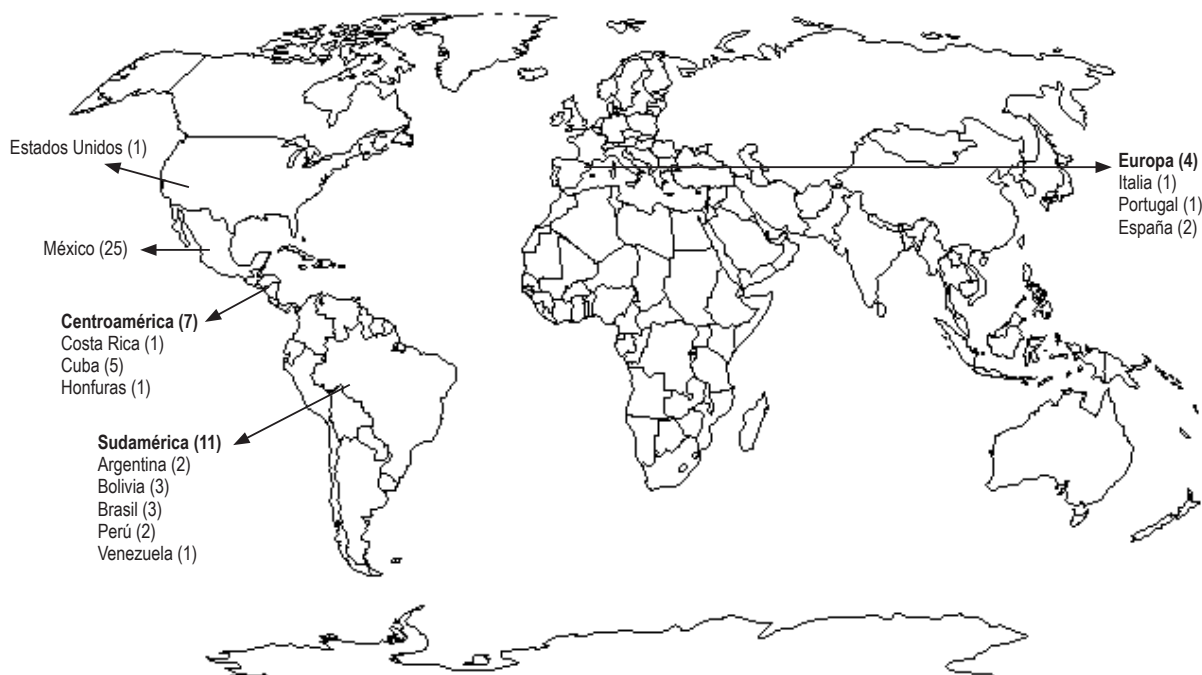 Estados Unidos (1)
México (25)
Centroamérica (7)
Costa Rica (1)
Cuba (5)
Honfuras (1)
Sudamérica (11)
Argentina (2)
Bolivia (3)
Brasil (3)
Perú (2)
Venezuela (1)
Europa (4)
Italia (1)
Portugal (1)
España (2)